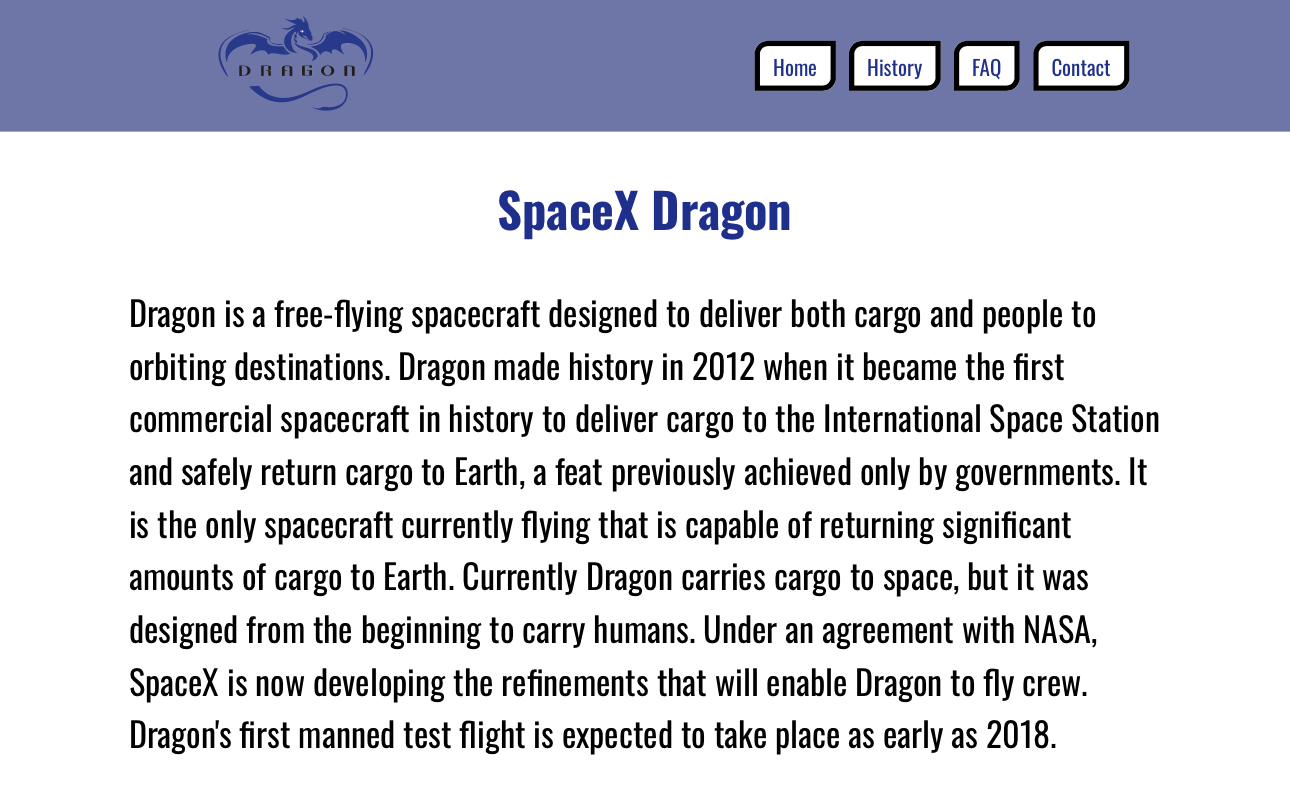 DRAGON
Home
History
FAQ
Contact
SpaceX Dragon
Dragon is a free-flying spacecraft designed to deliver both cargo and people to
orbiting destinations. Dragon made history in 2012 when it became the first
commercial spacecraft in history to deliver cargo to the International Space Station
and safely return cargo to Earth, a feat previously achieved only by governments. It
is the only spacecraft currently flying that is capable of returning significant
amounts of cargo to Earth. Currently Dragon carries cargo to space, but it was
designed from the beginning to carry humans. Under an agreement with NASA,
SpaceX is now developing the refinements that will enable Dragon to fly crew.
Dragon's first manned test flight is expected to take place as early as 2018.